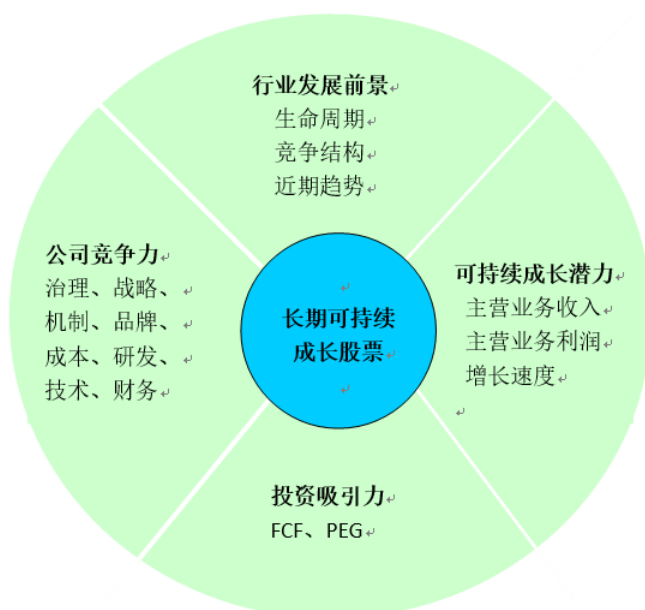 行业发展前景
生命周期
竞争结构
近期趋势
公司竞争力
治理、战略、
机制、品牌、
成本、研发、
技术、财务
长期可持续
成长股票
可持续成长潜力
主营业务收入
主营业务利润
增长速度
投资吸引力
FCF、PEG